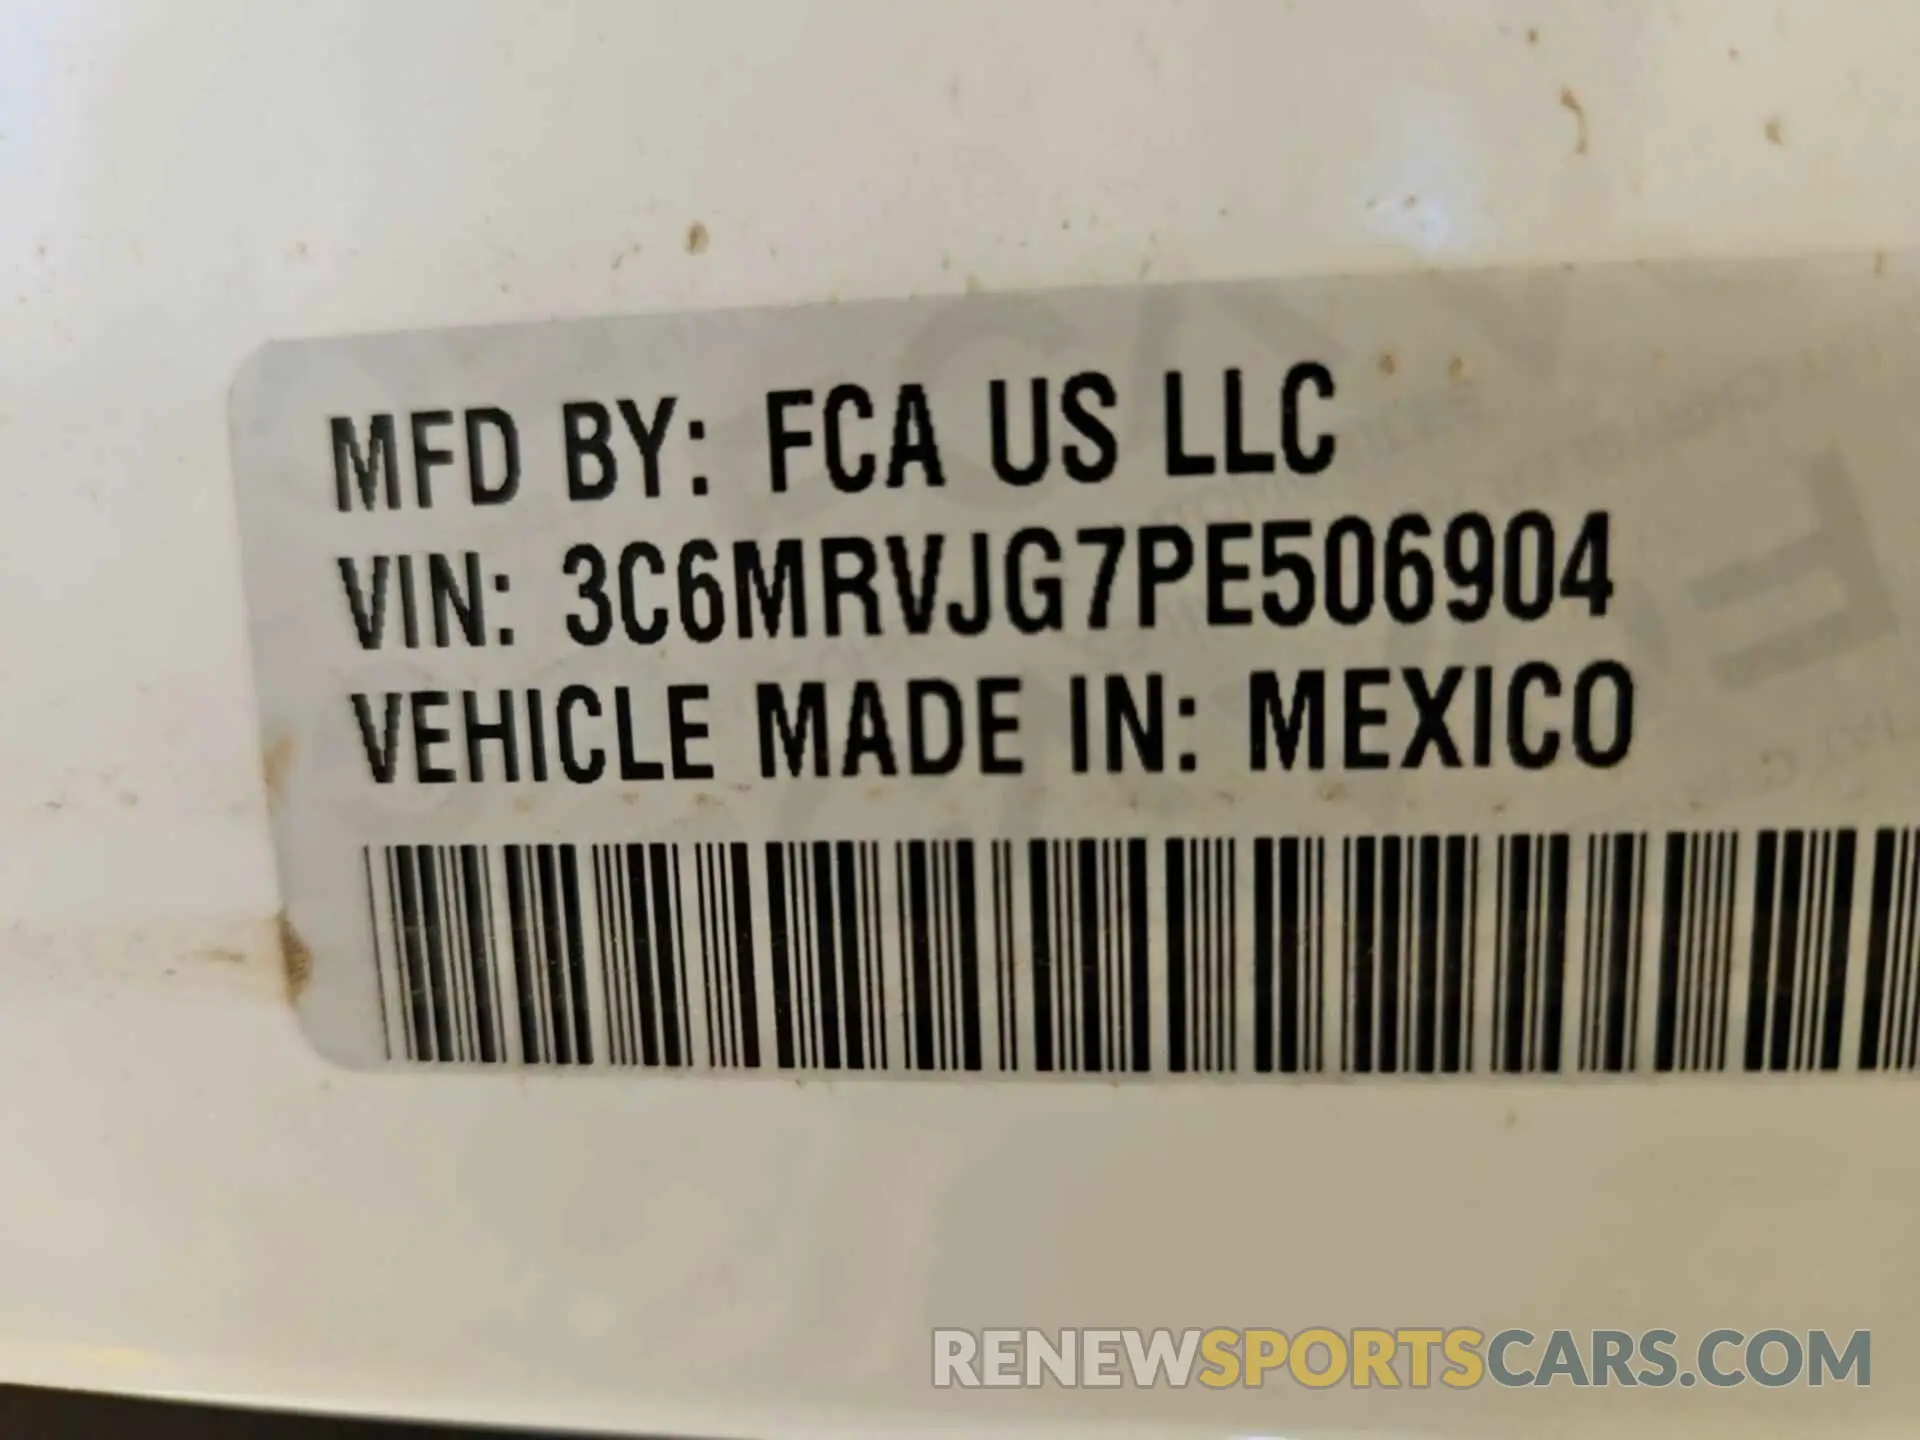 MFD BY: FCA US LLC
VIN: 3C6MRVJG7PE506904
VEHICLE MADE IN: MEXICO
RENEWSPORTSCARS.COM